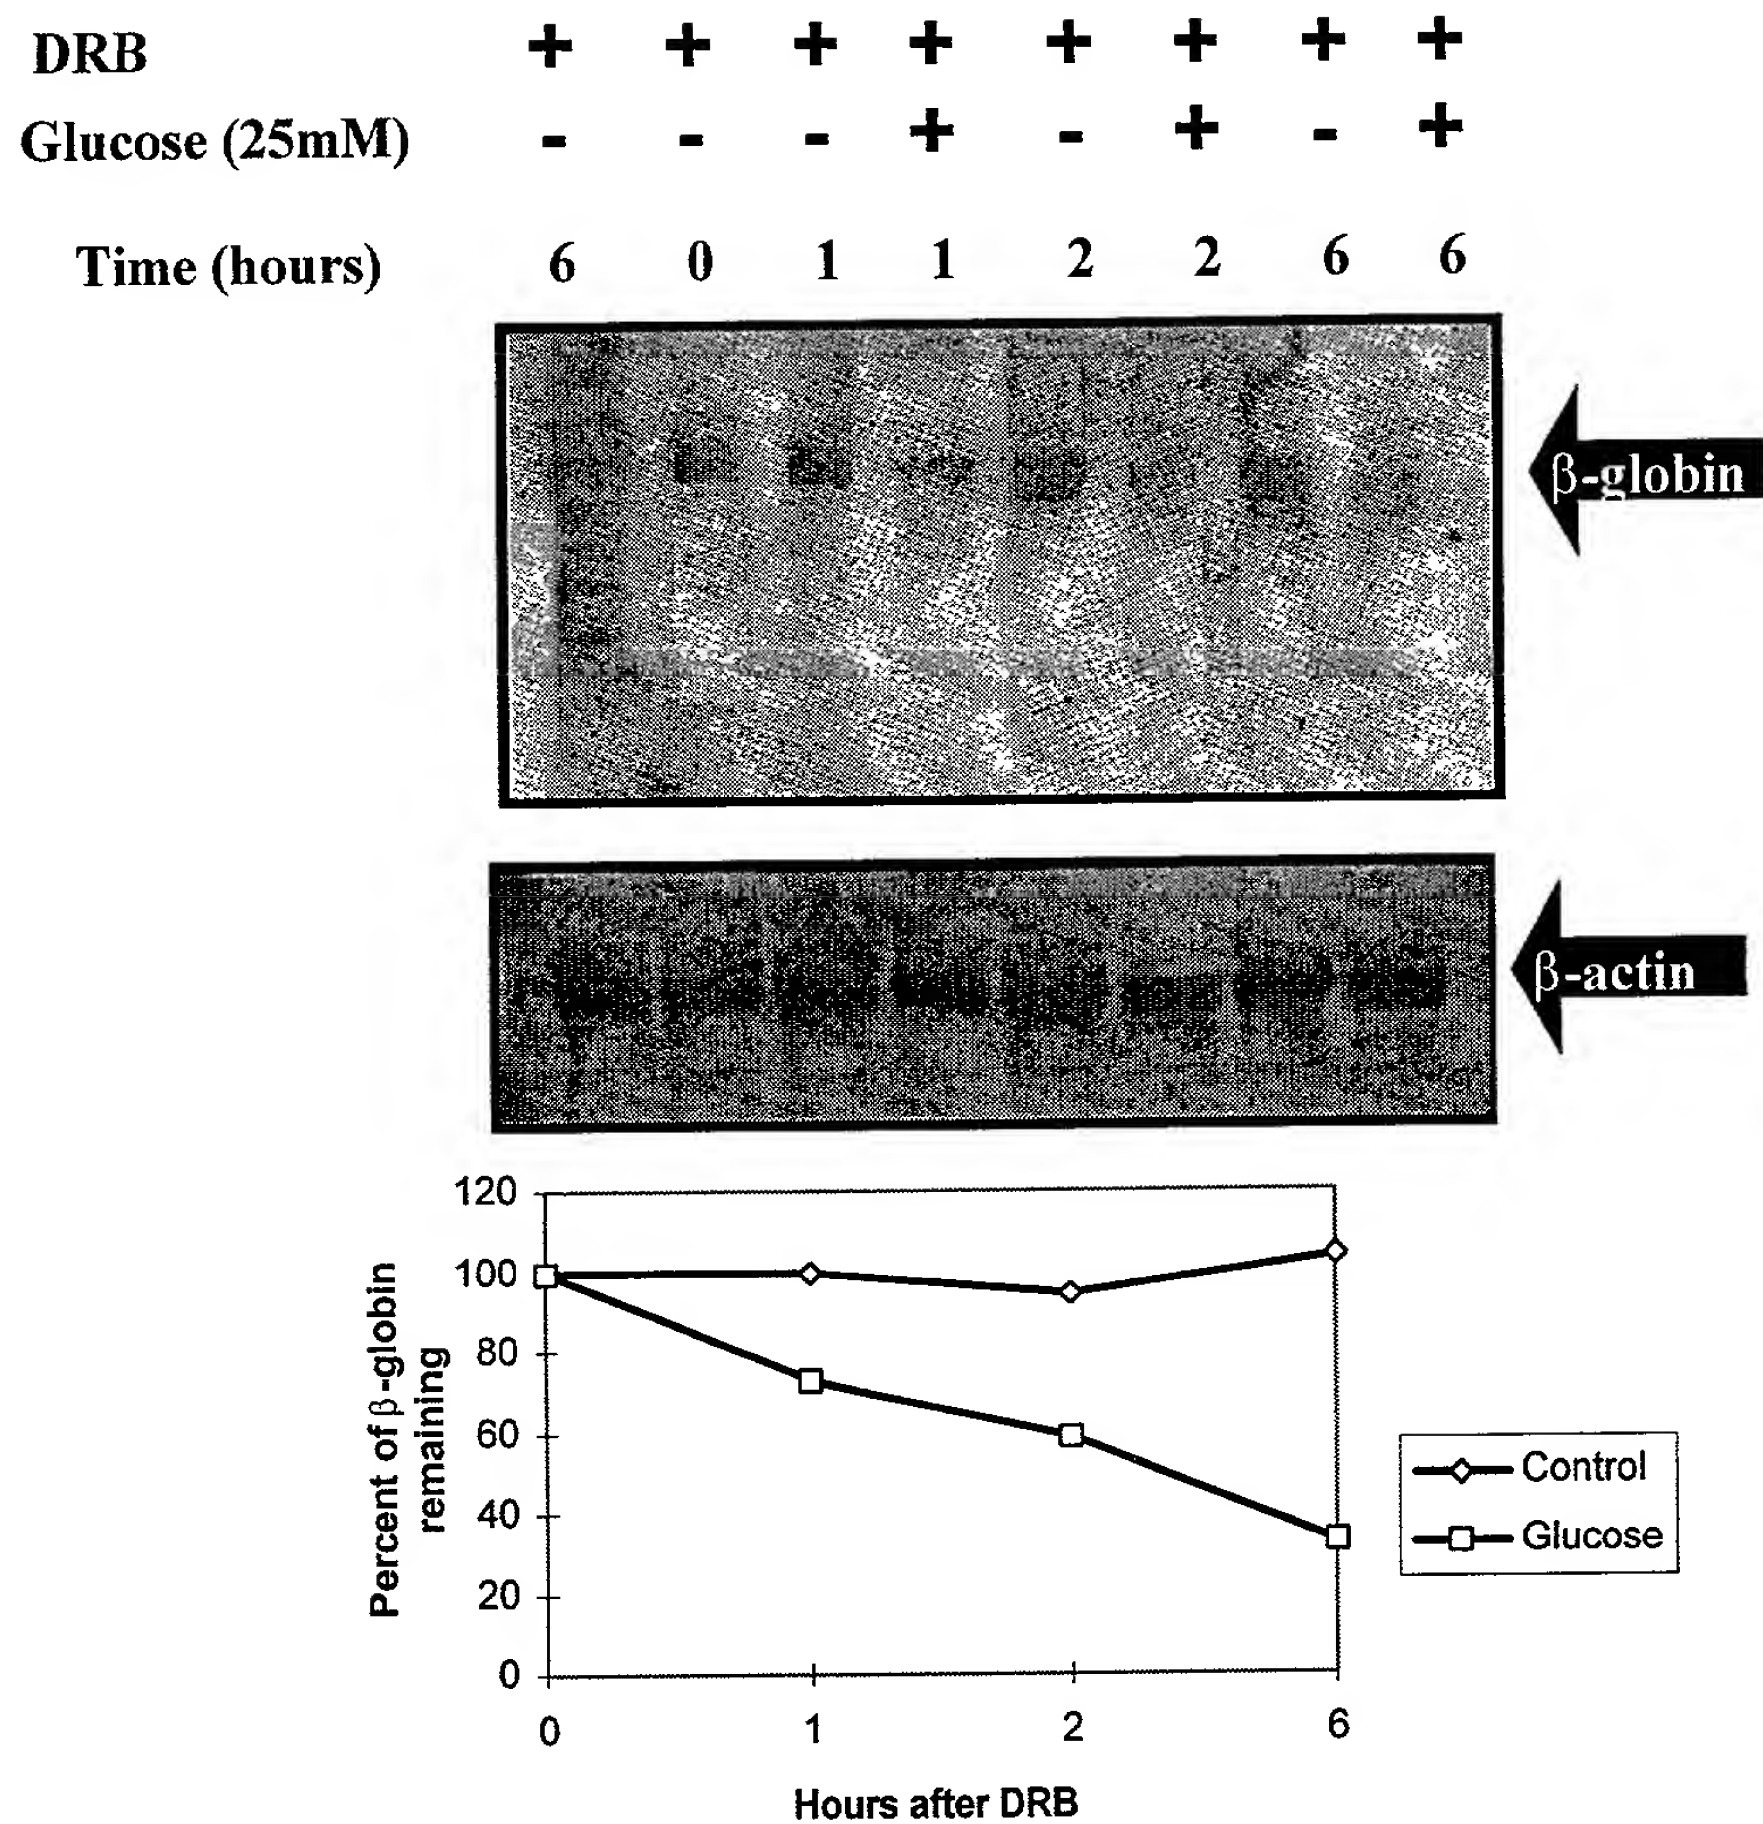 DRB + + + + + + + +
Glucose (25mM) - - - + - + - +
Time (hours) 6 0 1 1 2 2 6 6
β-globin
β-actin
120
100
80
60
40
20
0
Percent of β-globin
remaining
0 1 2 6
Hours after DRB
Control
Glucose